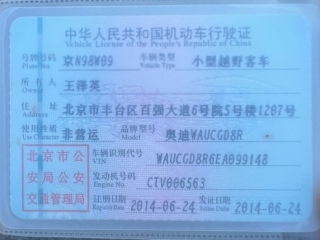 中华人民共和国机动车行驶证
Vehicle License of the People's Republic of China
号牌号码 京N98W09 车辆类型 小型越野客车
Plate No. Vehicle Type
所有人 王泽英
Owner
住址 北京市丰台区百强大道6号院5号楼1207号
Address
使用性质 非营运 品牌型号 奥迪WAUCGD8R
Use Character Model
北京市公安局公安交通管理局
车辆识别代号 WAUCGD8R6EA099148
VIN
发动机号码 CTV006563
Engine No.
注册日期 2014-06-24 发证日期 2014-06-24
Register Date Issue Date